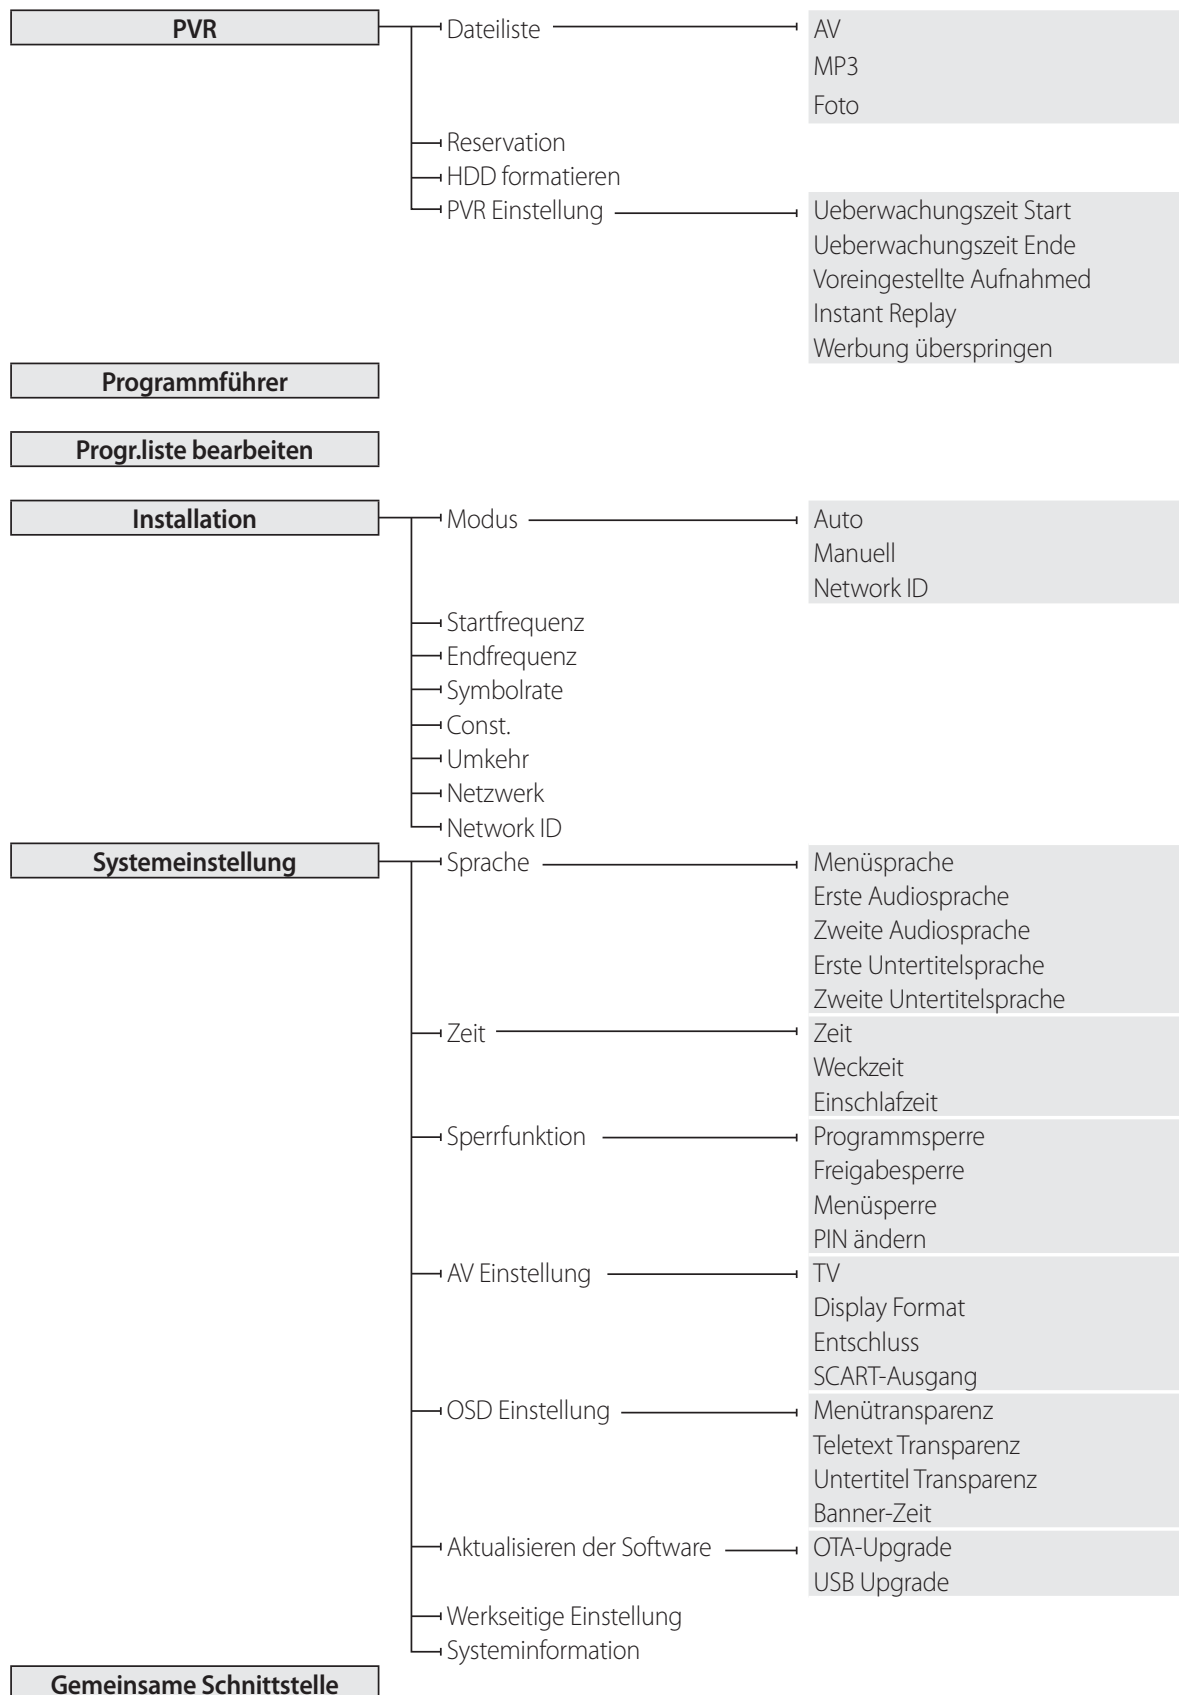 PVR
Dateiliste
AV
MP3
Foto
Reservation
HDD formatieren
PVR Einstellung
Ueberwachungszeit Start
Ueberwachungszeit Ende
Voreingestellte Aufnahmed
Instant Replay
Werbung überspringen
Programmführer
Progr.liste bearbeiten
Installation
Modus
Auto
Manuell
Network ID
Startfrequenz
Endfrequenz
Symbolrate
Const.
Umkehr
Netzwerk
Network ID
Systemeinstellung
Sprache
Menüsprache
Erste Audiosprache
Zweite Audiosprache
Erste Untertitelsprache
Zweite Untertitelsprache
Zeit
Zeit
Weckzeit
Einschlafzeit
Sperrfunktion
Programmsperre
Freigabesperre
Menüsperre
PIN ändern
AV Einstellung
TV
Display Format
Entschluss
SCART-Ausgang
OSD Einstellung
Menütransparenz
Teletext Transparenz
Untertitel Transparenz
Banner-Zeit
Aktualisieren der Software
OTA-Upgrade
USB Upgrade
Werkseitige Einstellung
Systeminformation
Gemeinsame Schnittstelle